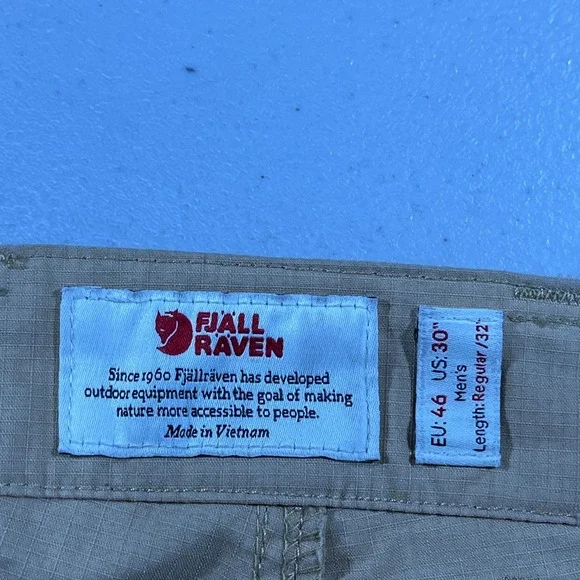 FJÄLL
RÄVEN
Since 1960 Fjällräven has developed
outdoor equipment with the goal of making
nature more accessible to people.
Made in Vietnam
EU: 46 US: 30"
Men's
Length: Regular/32"